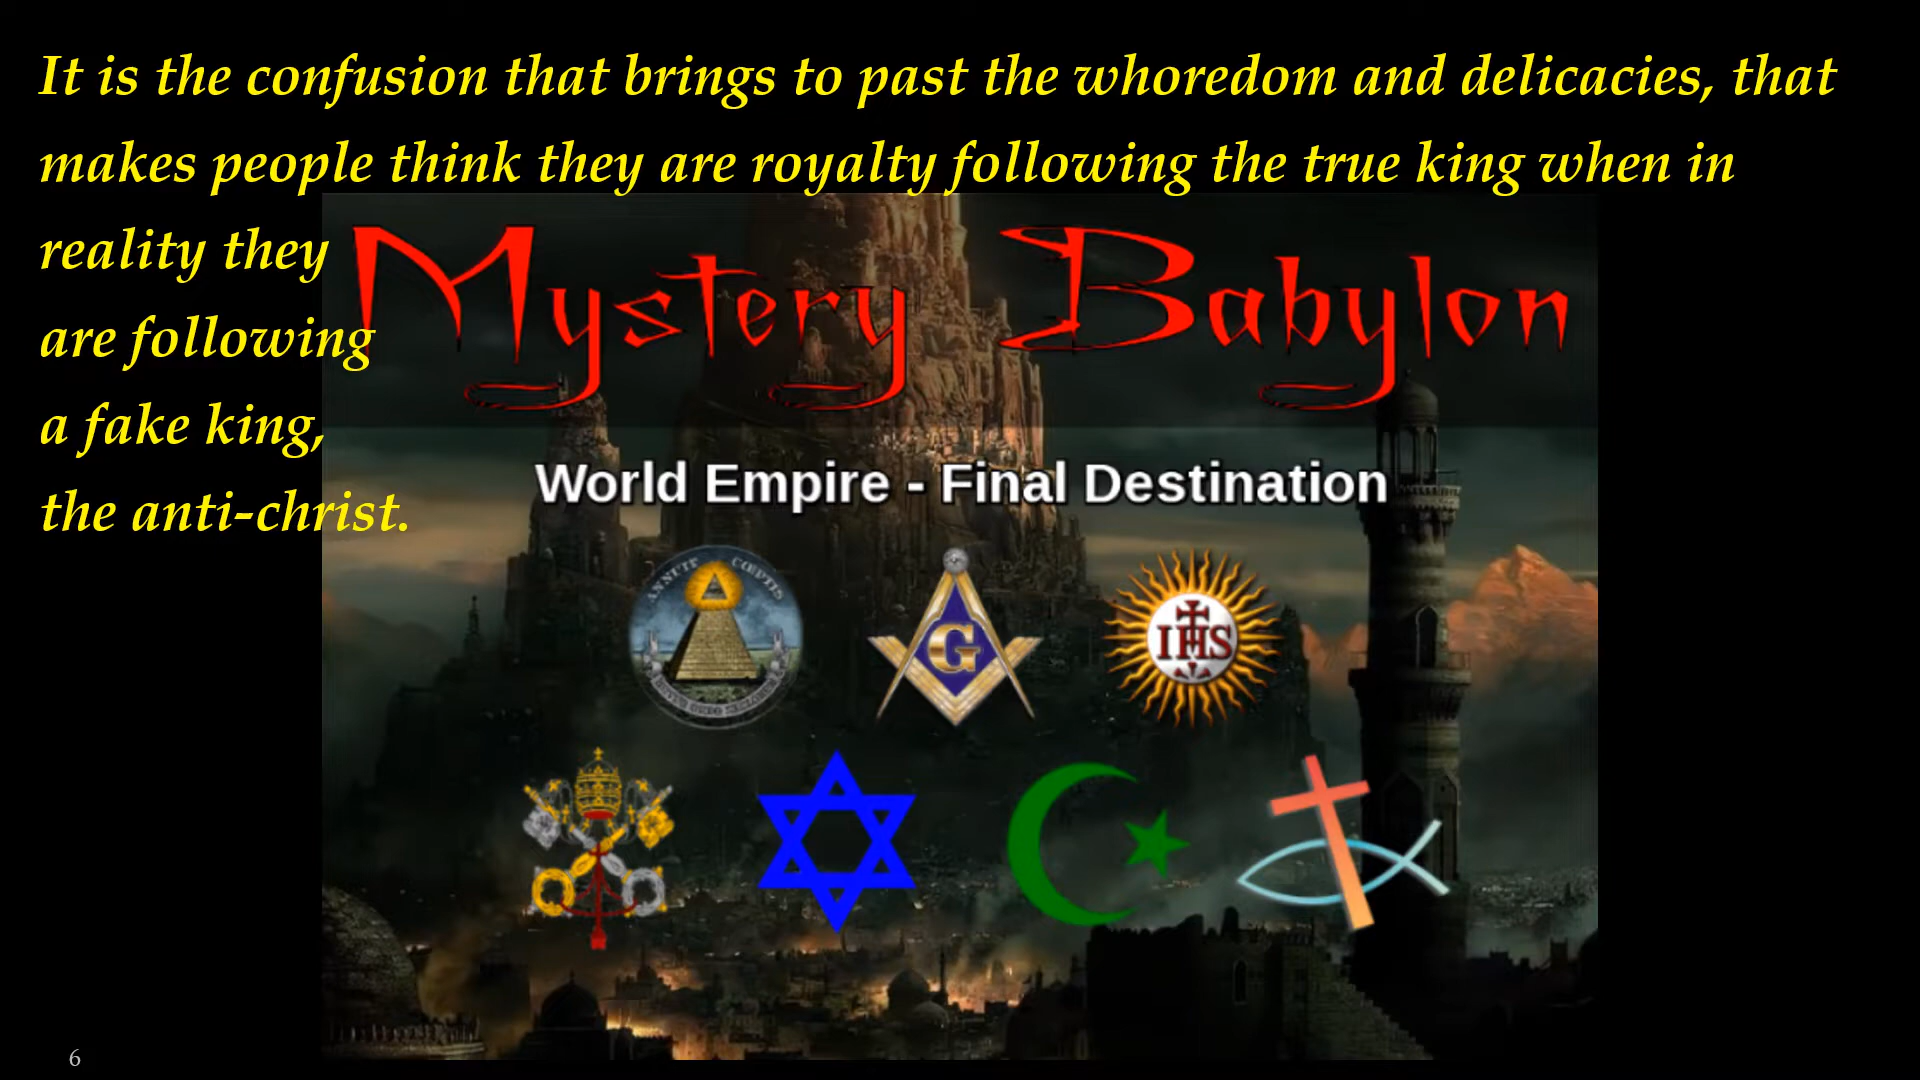 It is the confusion that brings to past the whoredom and delicacies, that
makes people think they are royalty following the true king when in
reality they
are following
a fake king,
the anti-christ.
Mystery Babylon
World Empire - Final Destination
ANNUIT CŒPTIS
G
IHS
6